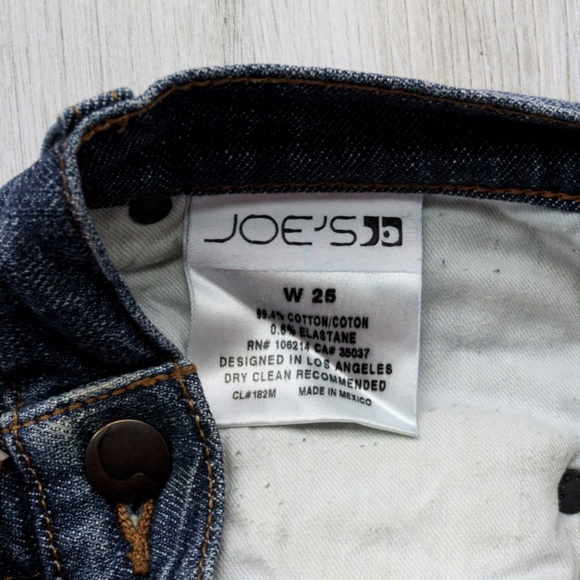 JOE'S
W 25
99.4% COTTON/COTON
0.6% ELASTANE
RN# 106214 CA# 35037
DESIGNED IN LOS ANGELES
DRY CLEAN RECOMMENDED
CL#182M MADE IN MEXICO